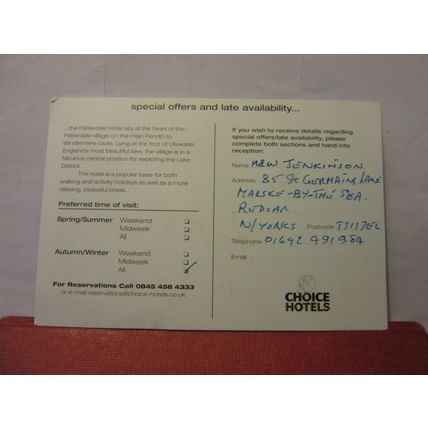 special offers and late availability...
...the Patterdale Hotel sits at the heart of the
Patterdale village on the main Penrith to
Windermere route. Lying at the foot of Ullswater,
England's most beautiful lake, the village is in a
fabulous central position for exploring the Lake
District.
The hotel is a popular base for both
walking and activity holidays as well as a more
relaxing, peaceful break.
Preferred time of visit:
Spring/Summer Weekend
Midweek
All
Autumn/Winter Weekend
Midweek
All
For Reservations Call 0845 458 4333
or e-mail reservations@choice-hotels.co.uk
If you wish to receive details regarding
special offers/late availability, please
complete both sections and hand into
reception:
Name M&W JENKINSON
Address 85 St GERMAINS LANE
MARSKE-BY-THE SEA.
REDCAR
N/YORKS Postcode TS117EL
Telephone 01642 491984
Email
CHOICE
HOTELS